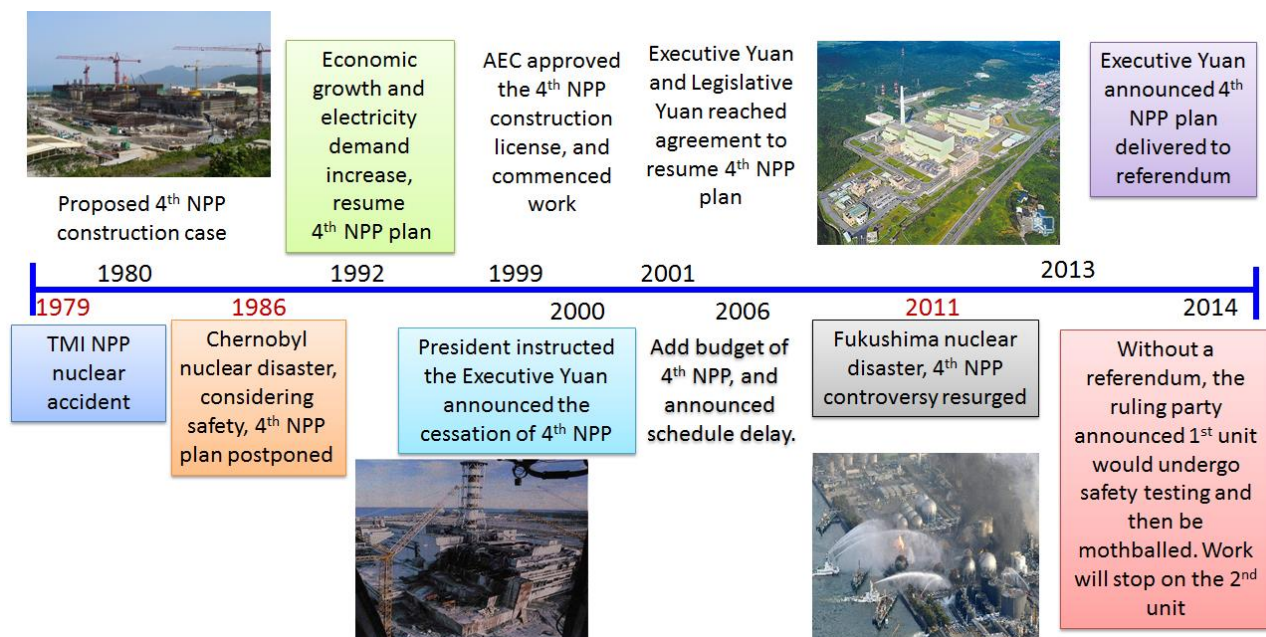 Proposed 4th NPP
construction case
Economic
growth and
electricity
demand
increase,
resume
4th NPP plan
AEC approved
the 4th NPP
construction
license, and
commenced
work
Executive Yuan
and Legislative
Yuan reached
agreement to
resume 4th NPP
plan
Executive Yuan
announced 4th
NPP plan
delivered to
referendum
1980
1992
1999
2001
2013
1979
1986
2000
2006
2011
2014
TMI NPP
nuclear
accident
Chernobyl
nuclear disaster,
considering
safety, 4th NPP
plan postponed
President instructed
the Executive Yuan
announced the
cessation of 4th NPP
Add budget of
4th NPP, and
announced
schedule delay.
Fukushima nuclear
disaster, 4th NPP
controversy resurged
Without a
referendum, the
ruling party
announced 1st unit
would undergo
safety testing and
then be
mothballed. Work
will stop on the 2nd
unit